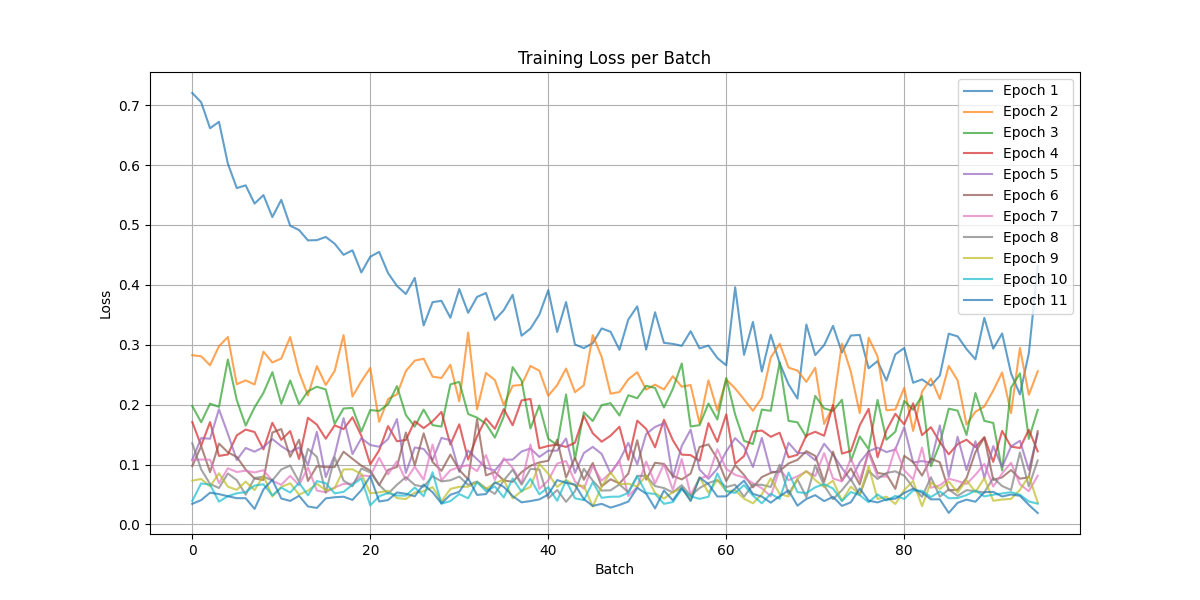 Training Loss per Batch
Loss
0.7
0.6
0.5
0.4
0.3
0.2
0.1
0.0
Epoch 1
Epoch 2
Epoch 3
Epoch 4
Epoch 5
Epoch 6
Epoch 7
Epoch 8
Epoch 9
Epoch 10
Epoch 11
0 20 40 60 80
Batch